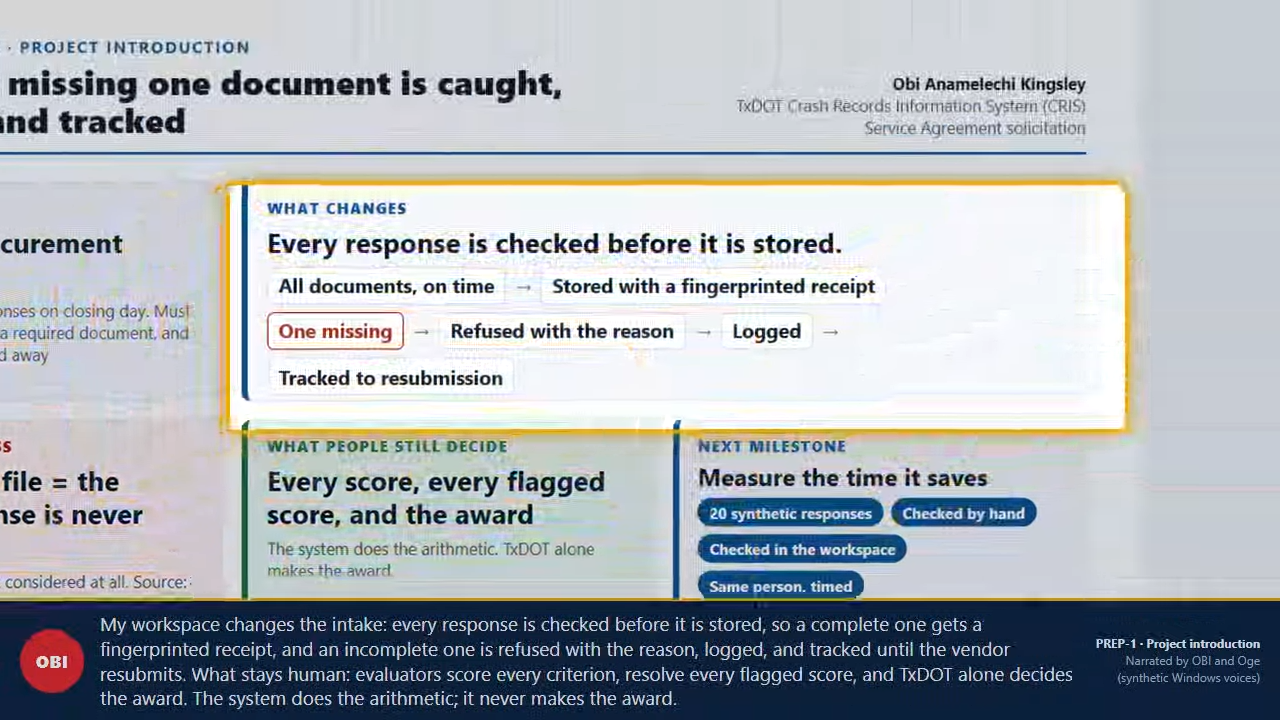 · PROJECT INTRODUCTION
missing one document is caught,
and tracked
Obi Anamelechi Kingsley
TxDOT Crash Records Information System (CRIS)
Service Agreement solicitation
curement
onses on closing day. Must
a required document, and
d away
WHAT CHANGES
Every response is checked before it is stored.
All documents, on time → Stored with a fingerprinted receipt
One missing → Refused with the reason → Logged →
Tracked to resubmission
SS
file = the
nse is never
considered at all. Source:
WHAT PEOPLE STILL DECIDE
Every score, every flagged
score, and the award
The system does the arithmetic. TxDOT alone
makes the award.
NEXT MILESTONE
Measure the time it saves
20 synthetic responses Checked by hand
Checked in the workspace
Same person, timed
OBI
My workspace changes the intake: every response is checked before it is stored, so a complete one gets a
fingerprinted receipt, and an incomplete one is refused with the reason, logged, and tracked until the vendor
resubmits. What stays human: evaluators score every criterion, resolve every flagged score, and TxDOT alone decides
the award. The system does the arithmetic; it never makes the award.
PREP-1 · Project introduction
Narrated by OBI and Oge
(synthetic Windows voices)